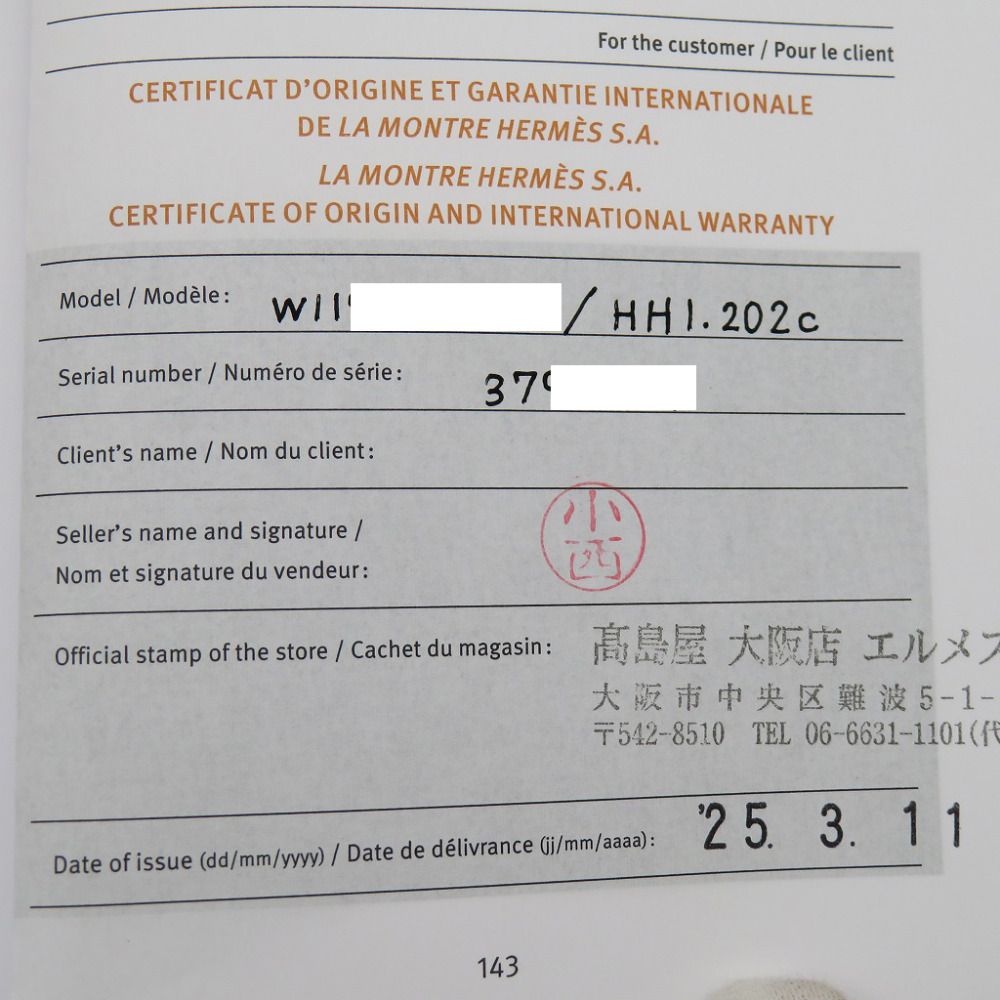 For the customer / Pour le client
CERTIFICAT D'ORIGINE ET GARANTIE INTERNATIONALE
DE LA MONTRE HERMÈS S.A.
LA MONTRE HERMÈS S.A.
CERTIFICATE OF ORIGIN AND INTERNATIONAL WARRANTY
Model / Modèle: W11 / HH1.202c
Serial number / Numéro de série: 37
Client's name / Nom du client:
Seller's name and signature /
Nom et signature du vendeur:
小西
Official stamp of the store / Cachet du magasin: 髙島屋 大阪店 エルメス
大阪市中央区難波5-1-
〒542-8510 TEL 06-6631-1101(代
Date of issue (dd/mm/yyyy) / Date de délivrance (jj/mm/aaaa): '25. 3. 11
143